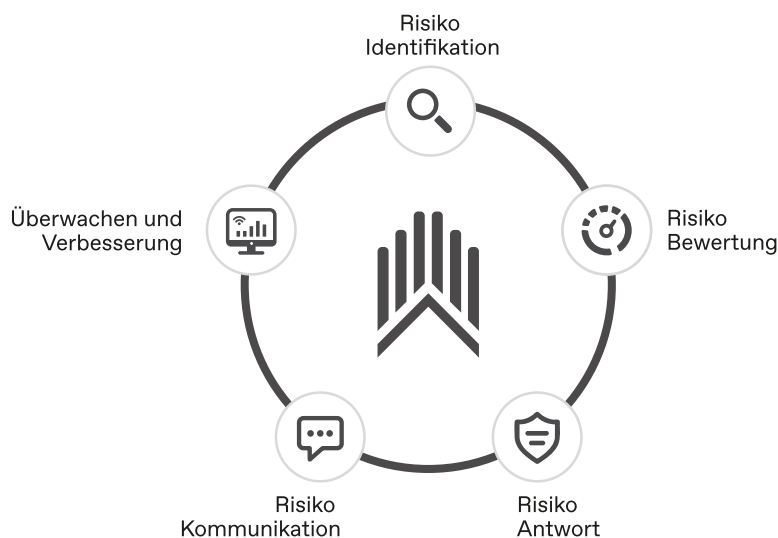 Risiko
Identifikation
Risiko
Bewertung
Risiko
Antwort
Risiko
Kommunikation
Überwachen und
Verbesserung